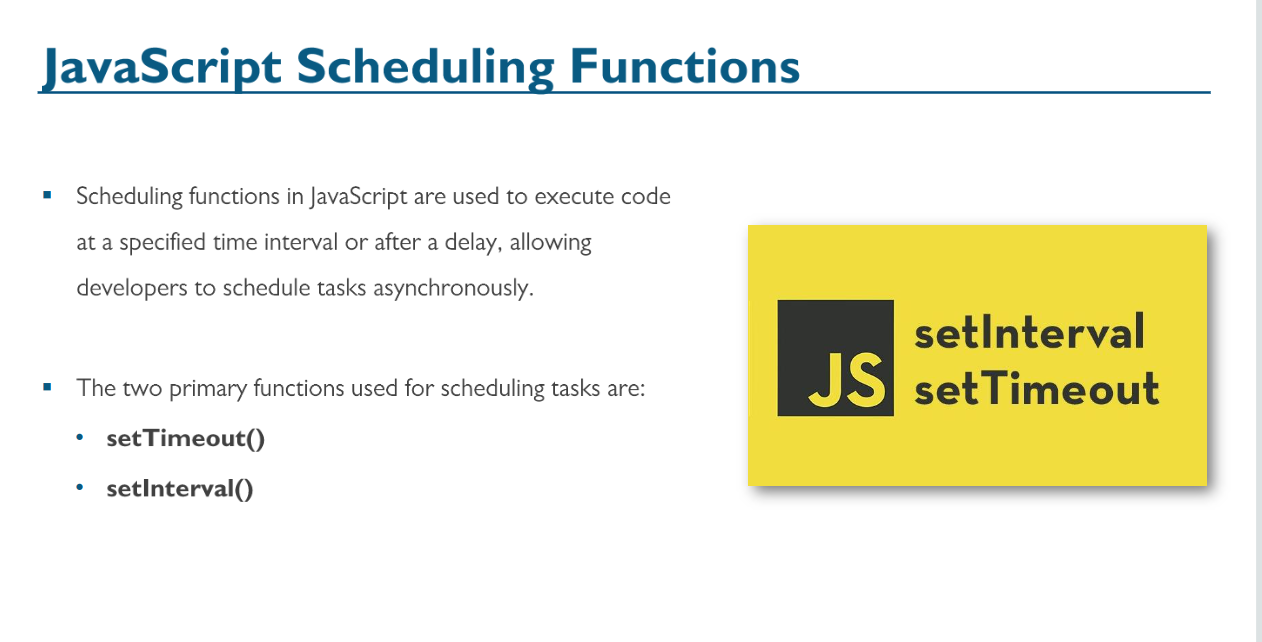 JavaScript Scheduling Functions
Scheduling functions in JavaScript are used to execute code
at a specified time interval or after a delay, allowing
developers to schedule tasks asynchronously.
The two primary functions used for scheduling tasks are:
setTimeout()
setInterval()
JS
setInterval
setTimeout